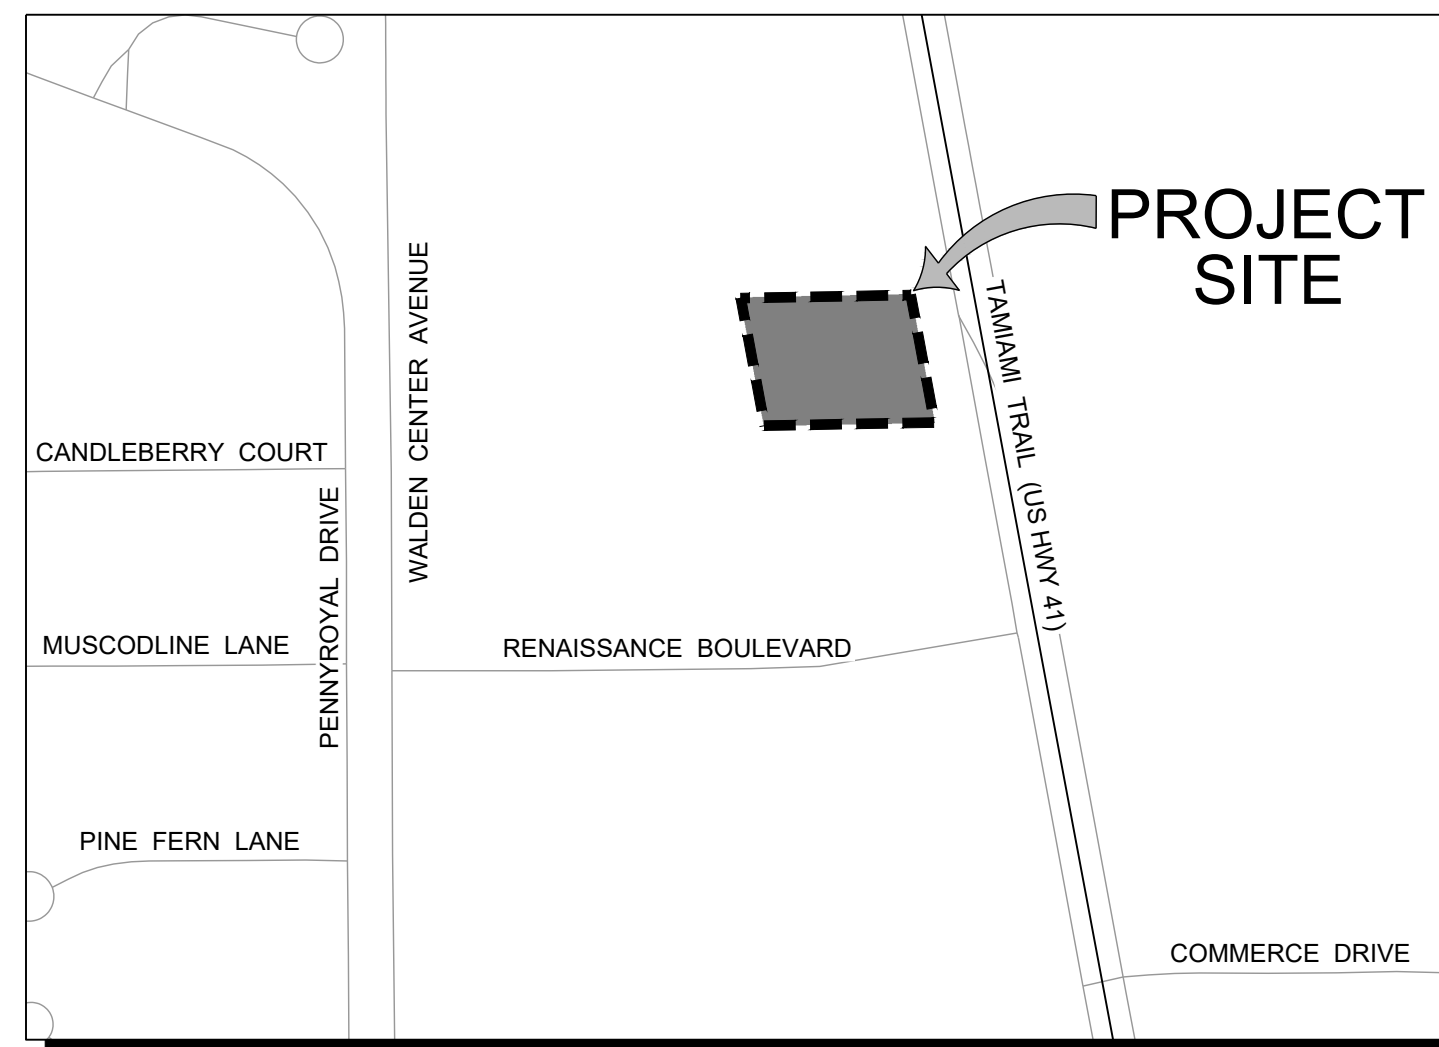 PROJECT
SITE
WALDEN CENTER AVENUE
TAMIAMI TRAIL (US HWY 41)
CANDLEBERRY COURT
PENNYROYAL DRIVE
MUSCODLINE LANE
RENAISSANCE BOULEVARD
PINE FERN LANE
COMMERCE DRIVE